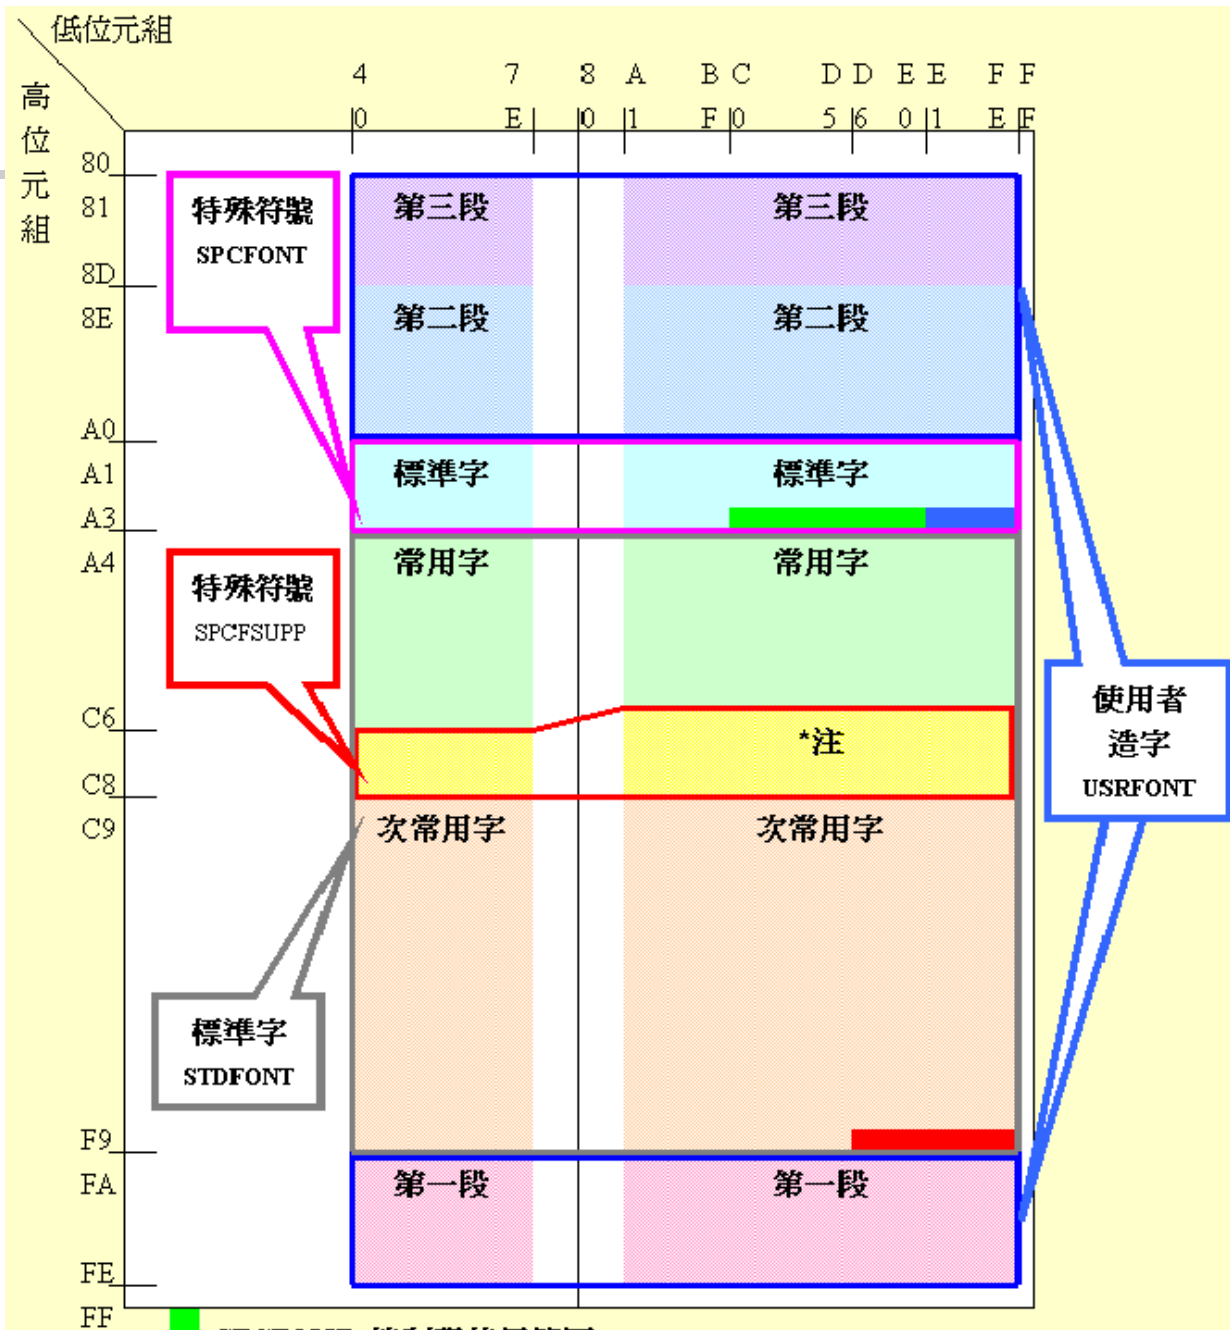 低位元組
高位元組
4 7 8 A B C D D E E F F
0 E 0 1 F 0 5 6 0 1 E F
80
81
8D
8E
A0
A1
A3
A4
C6
C8
C9
F9
FA
FE
FF
特殊符號
SPCFONT
第三段
第三段
第二段
第二段
標準字
標準字
特殊符號
SPCFSUPP
常用字
常用字
*注
使用者
造字
USRFONT
次常用字
次常用字
標準字
STDFONT
第一段
第一段